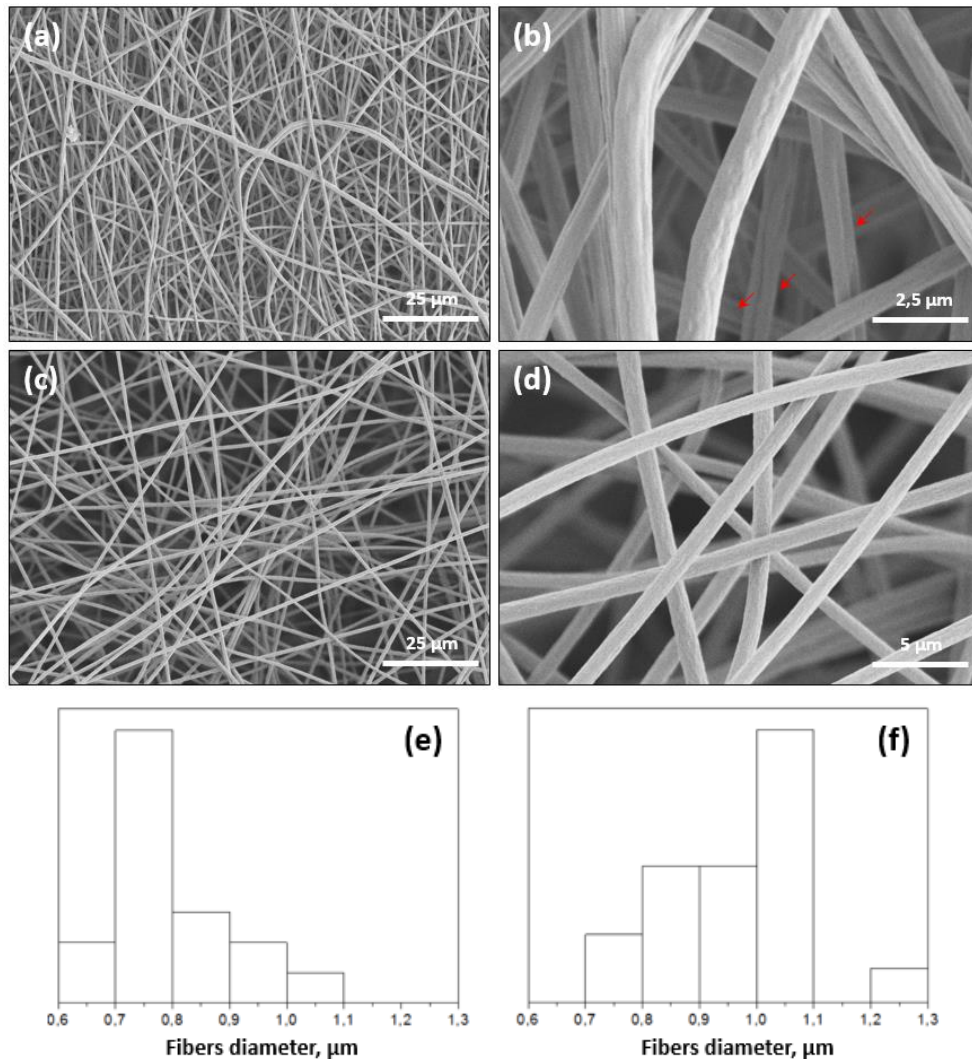 (a)
25 µm
(b)
2,5 µm
(c)
25 µm
(d)
5 µm
(e)
0,6 0,7 0,8 0,9 1,0 1,1 1,2 1,3
Fibers diameter, µm
(f)
0,6 0,7 0,8 0,9 1,0 1,1 1,2 1,3
Fibers diameter, µm